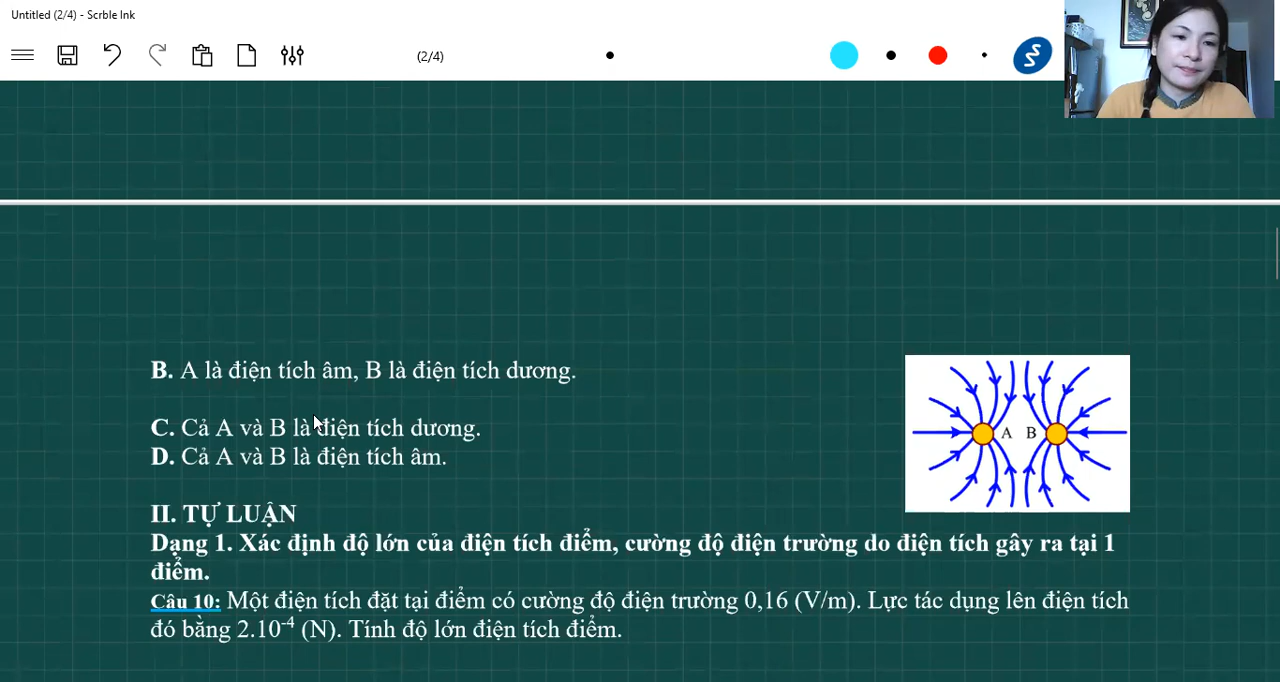 Untitled (2/4) - Scrble Ink
(2/4)
B. A là điện tích âm, B là điện tích dương.
C. Cả A và B là điện tích dương.
D. Cả A và B là điện tích âm.
A B
II. TỰ LUẬN
Dạng 1. Xác định độ lớn của điện tích điểm, cường độ điện trường do điện tích gây ra tại 1
điểm.
Câu 10: Một điện tích đặt tại điểm có cường độ điện trường 0,16 (V/m). Lực tác dụng lên điện tích
đó bằng 2.10⁻⁴ (N). Tính độ lớn điện tích điểm.